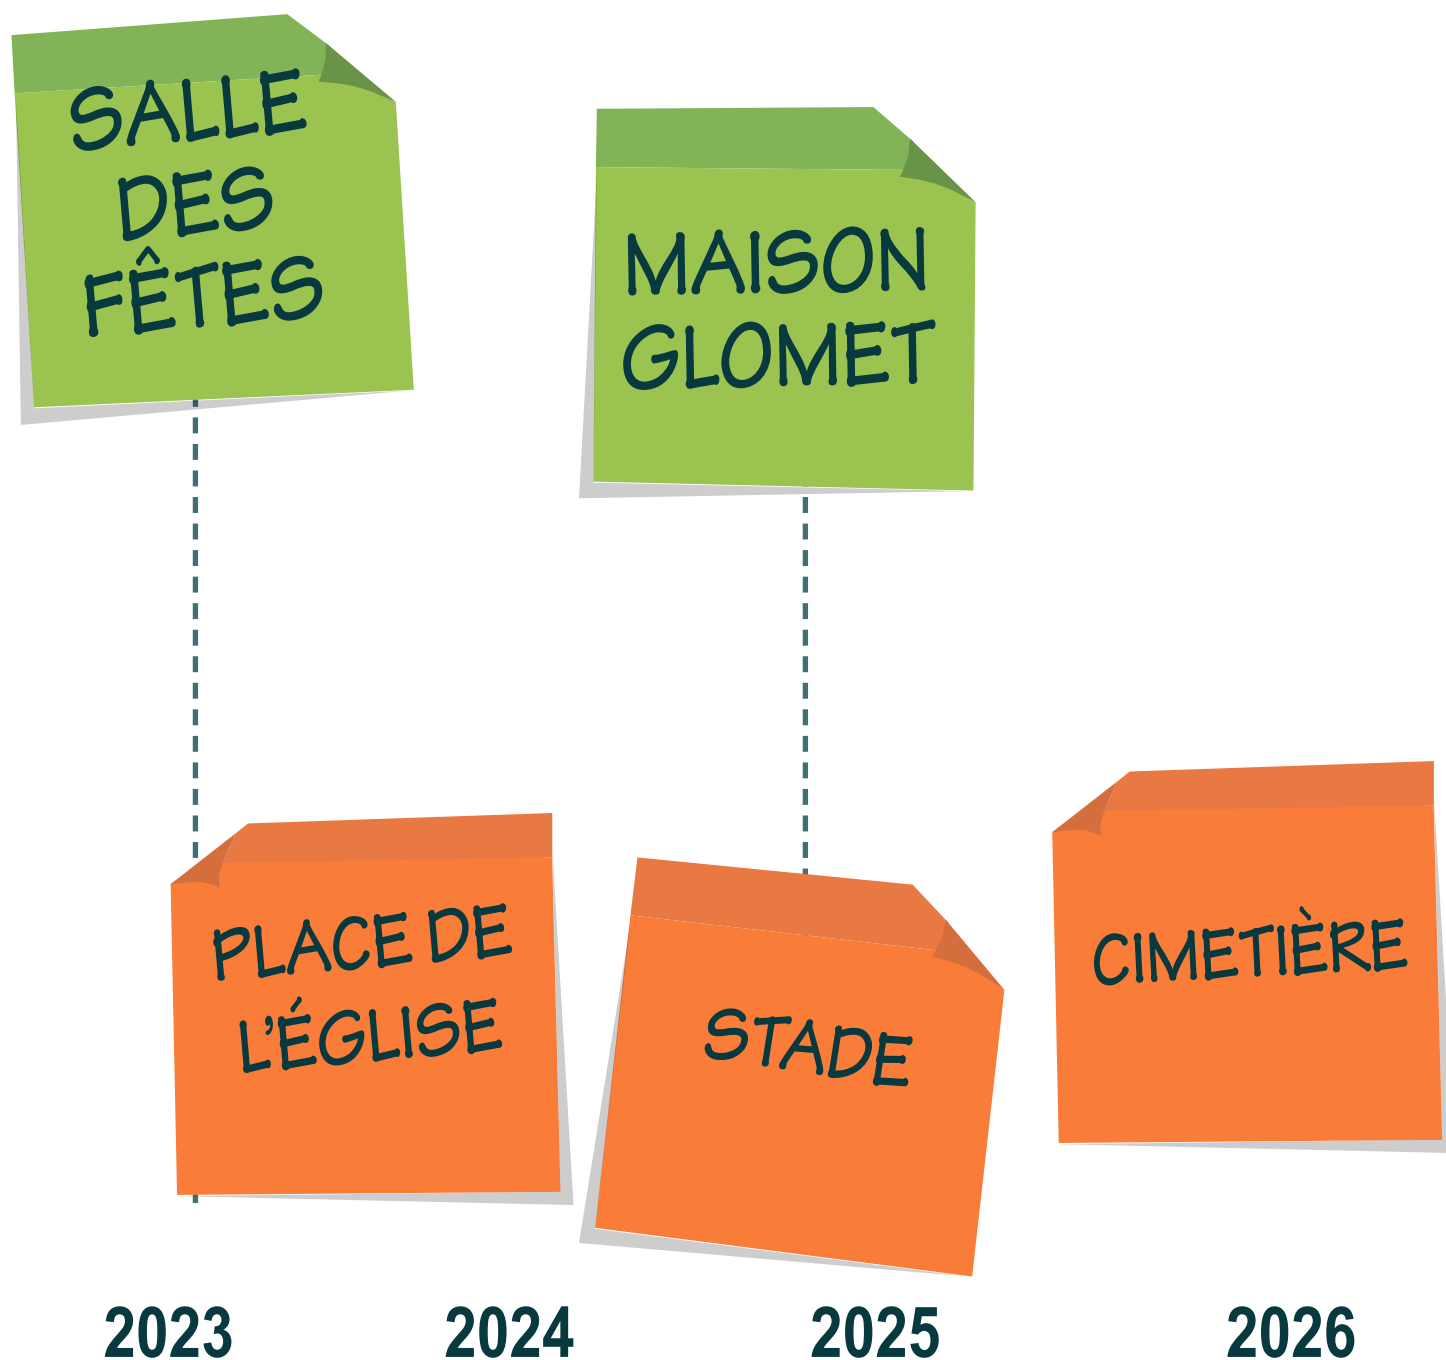 SALLE
DES
FÊTES
MAISON
GLOMET
PLACE DE
L'ÉGLISE
STADE
CIMETIÈRE
2023
2024
2025
2026